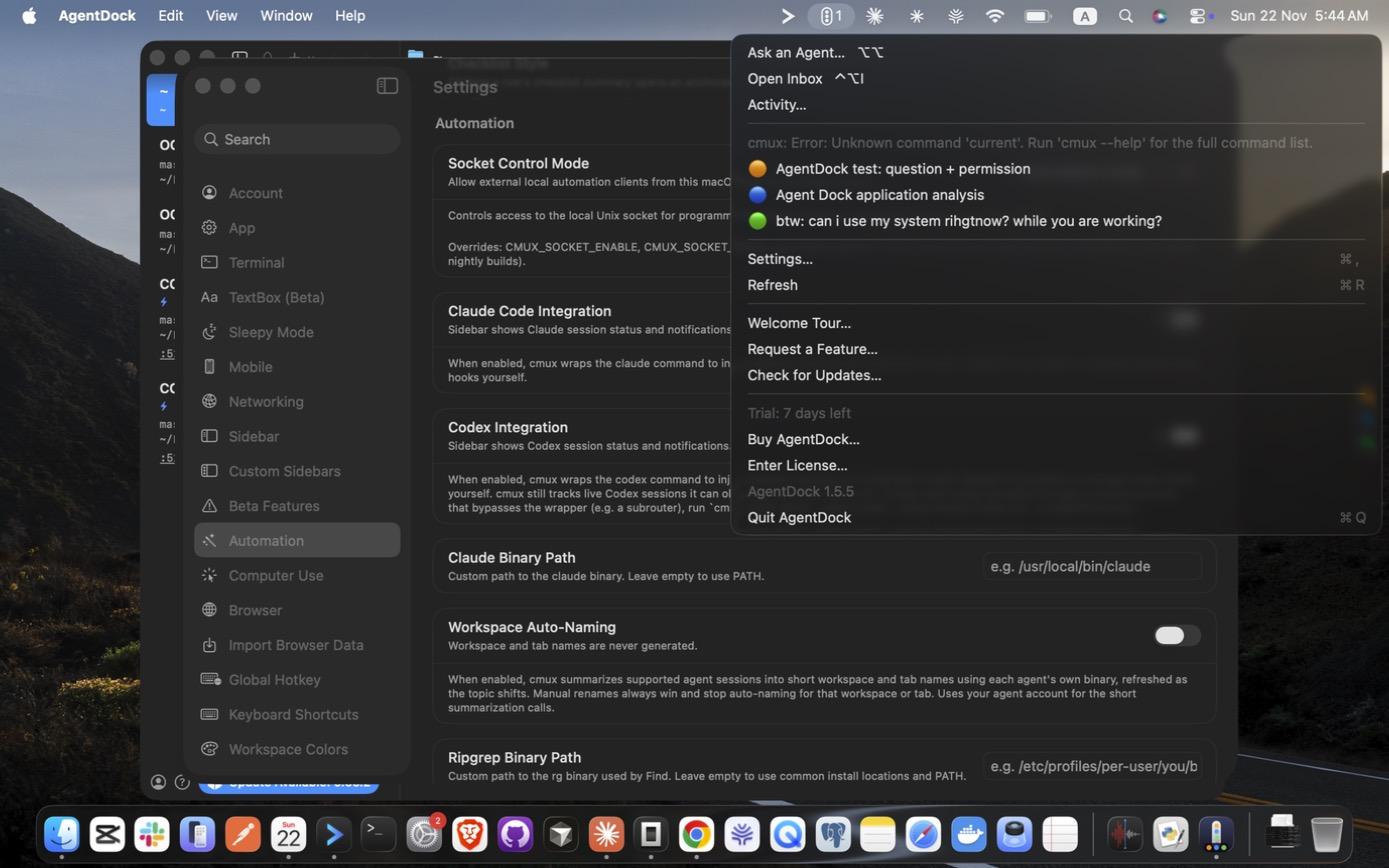 AgentDock Edit View Window Help
1
A
Sun 22 Nov 5:44 AM
Ask an Agent... ⌥⌥
Open Inbox ^⌥I
Activity...
cmux: Error: Unknown command 'current'. Run 'cmux --help' for the full command list.
AgentDock test: question + permission
Agent Dock application analysis
btw: can i use my system rihgtnow? while you are working?
Settings... ⌘ ,
Refresh ⌘ R
Welcome Tour...
Request a Feature...
Check for Updates...
Trial: 7 days left
Buy AgentDock...
Enter License...
AgentDock 1.5.5
Quit AgentDock ⌘ Q
~
~
ma:
~/
ma:
~/
ma:
~/
:5
ma:
~/
:5
Search
Account
App
Terminal
Aa TextBox (Beta)
Sleepy Mode
Mobile
Networking
Sidebar
Custom Sidebars
Beta Features
Automation
Computer Use
Browser
Import Browser Data
Global Hotkey
Keyboard Shortcuts
Workspace Colors
Settings
Automation
Socket Control Mode
Allow external local automation clients from this macO
Controls access to the local Unix socket for programm
Overrides: CMUX_SOCKET_ENABLE, CMUX_SOCKET_
nightly builds).
Claude Code Integration
Sidebar shows Claude session status and notifications
When enabled, cmux wraps the claude command to in
hooks yourself.
Codex Integration
Sidebar shows Codex session status and notifications.
When enabled, cmux wraps the codex command to inj
yourself. cmux still tracks live Codex sessions it can ol
that bypasses the wrapper (e.g. a subrouter), run `cm
Claude Binary Path
Custom path to the claude binary. Leave empty to use PATH.
e.g. /usr/local/bin/claude
Workspace Auto-Naming
Workspace and tab names are never generated.
When enabled, cmux summarizes supported agent sessions into short workspace and tab names using each agent's own binary, refreshed as
the topic shifts. Manual renames always win and stop auto-naming for that workspace or tab. Uses your agent account for the short
summarization calls.
Ripgrep Binary Path
Custom path to the rg binary used by Find. Leave empty to use common install locations and PATH.
e.g. /etc/profiles/per-user/you/b
Sun
22
2